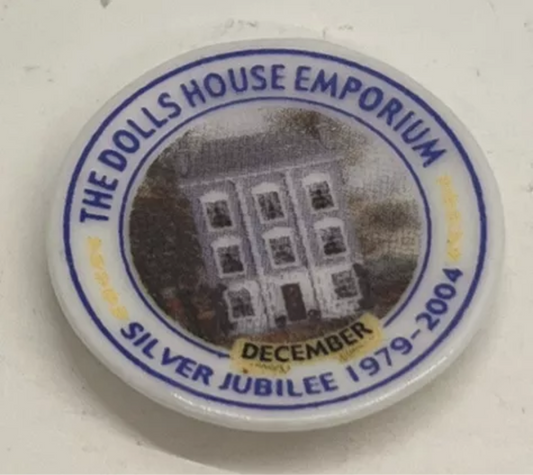 THE DOLLS HOUSE EMPORIUM
DECEMBER
SILVER JUBILEE 1979-2004